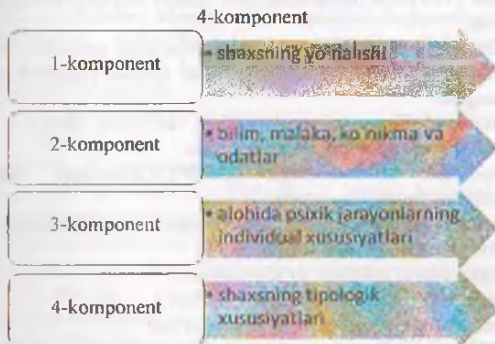 4-komponent
1-komponent
• shaxsning yo'nalishi
2-komponent
• bilim, malaka, ko'nikma va
odatlar
3-komponent
• alohida psixik jarayonlarning
individual xususiyatlari
4-komponent
• shaxsning tipologik
xususiyatlari